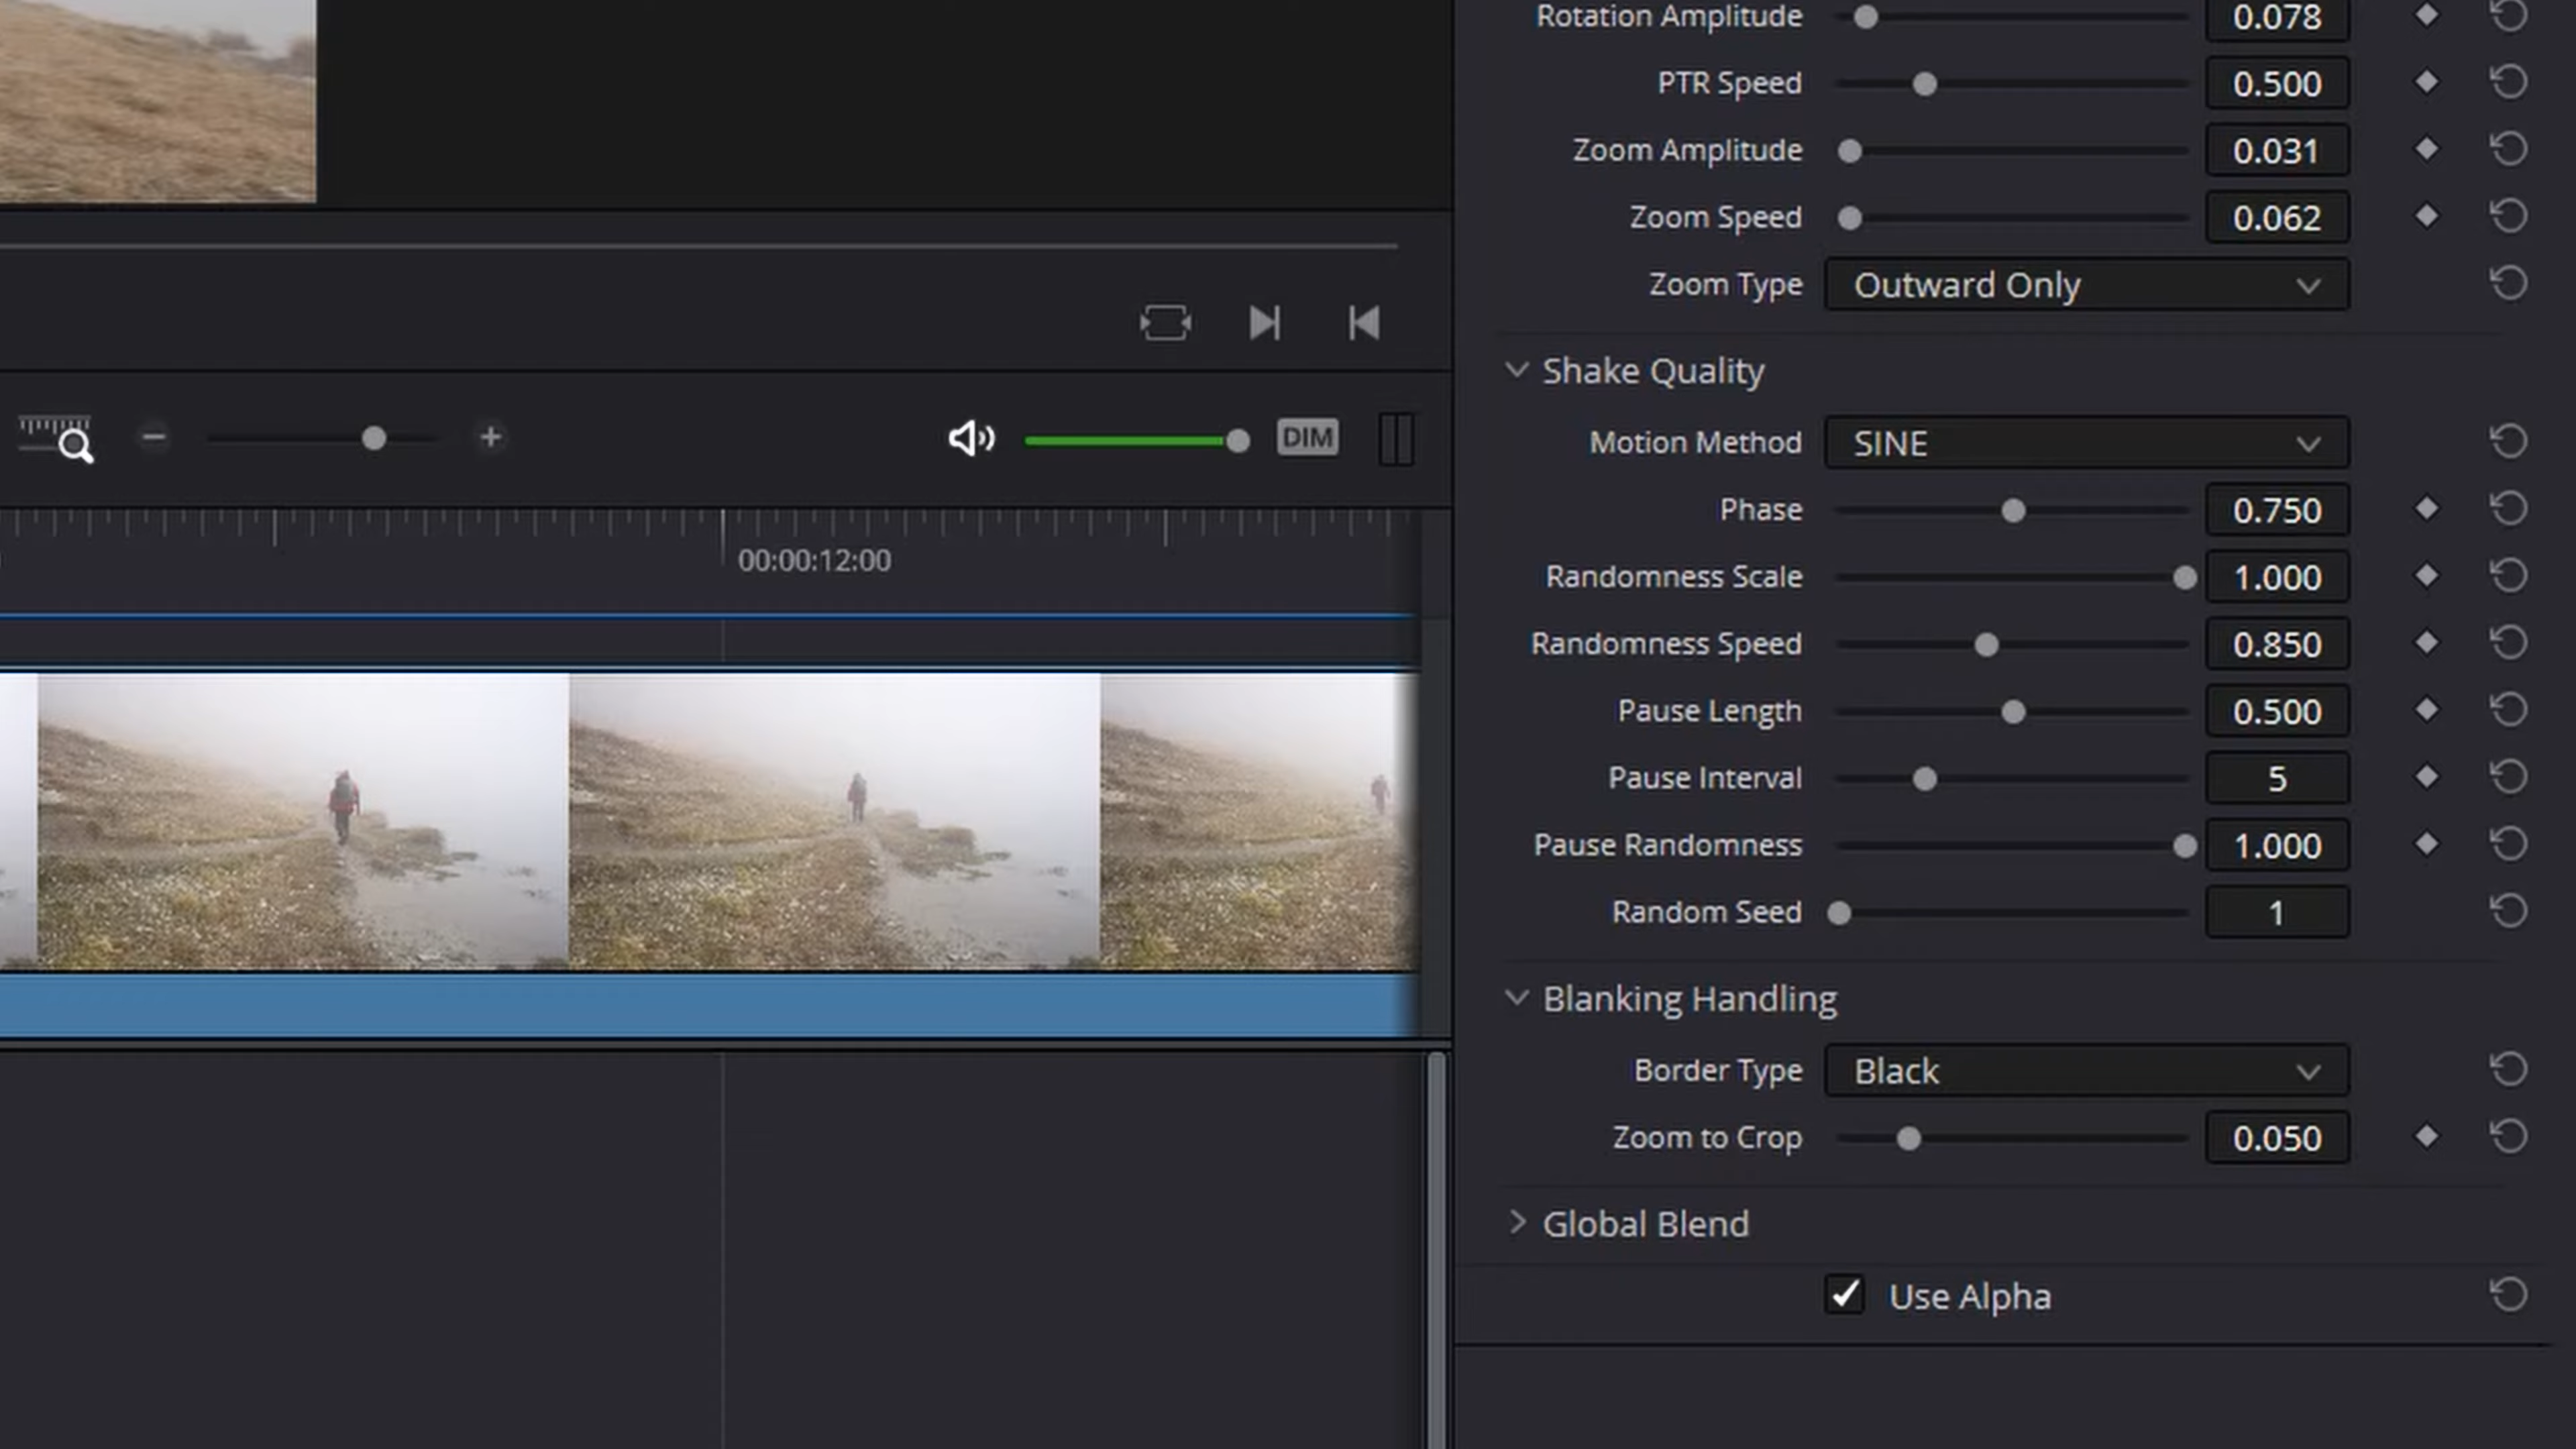 Rotation Amplitude 0.078
PTR Speed 0.500
Zoom Amplitude 0.031
Zoom Speed 0.062
Zoom Type Outward Only
DIM
00:00:12:00
Shake Quality
Motion Method SINE
Phase 0.750
Randomness Scale 1.000
Randomness Speed 0.850
Pause Length 0.500
Pause Interval 5
Pause Randomness 1.000
Random Seed 1
Blanking Handling
Border Type Black
Zoom to Crop 0.050
Global Blend
Use Alpha